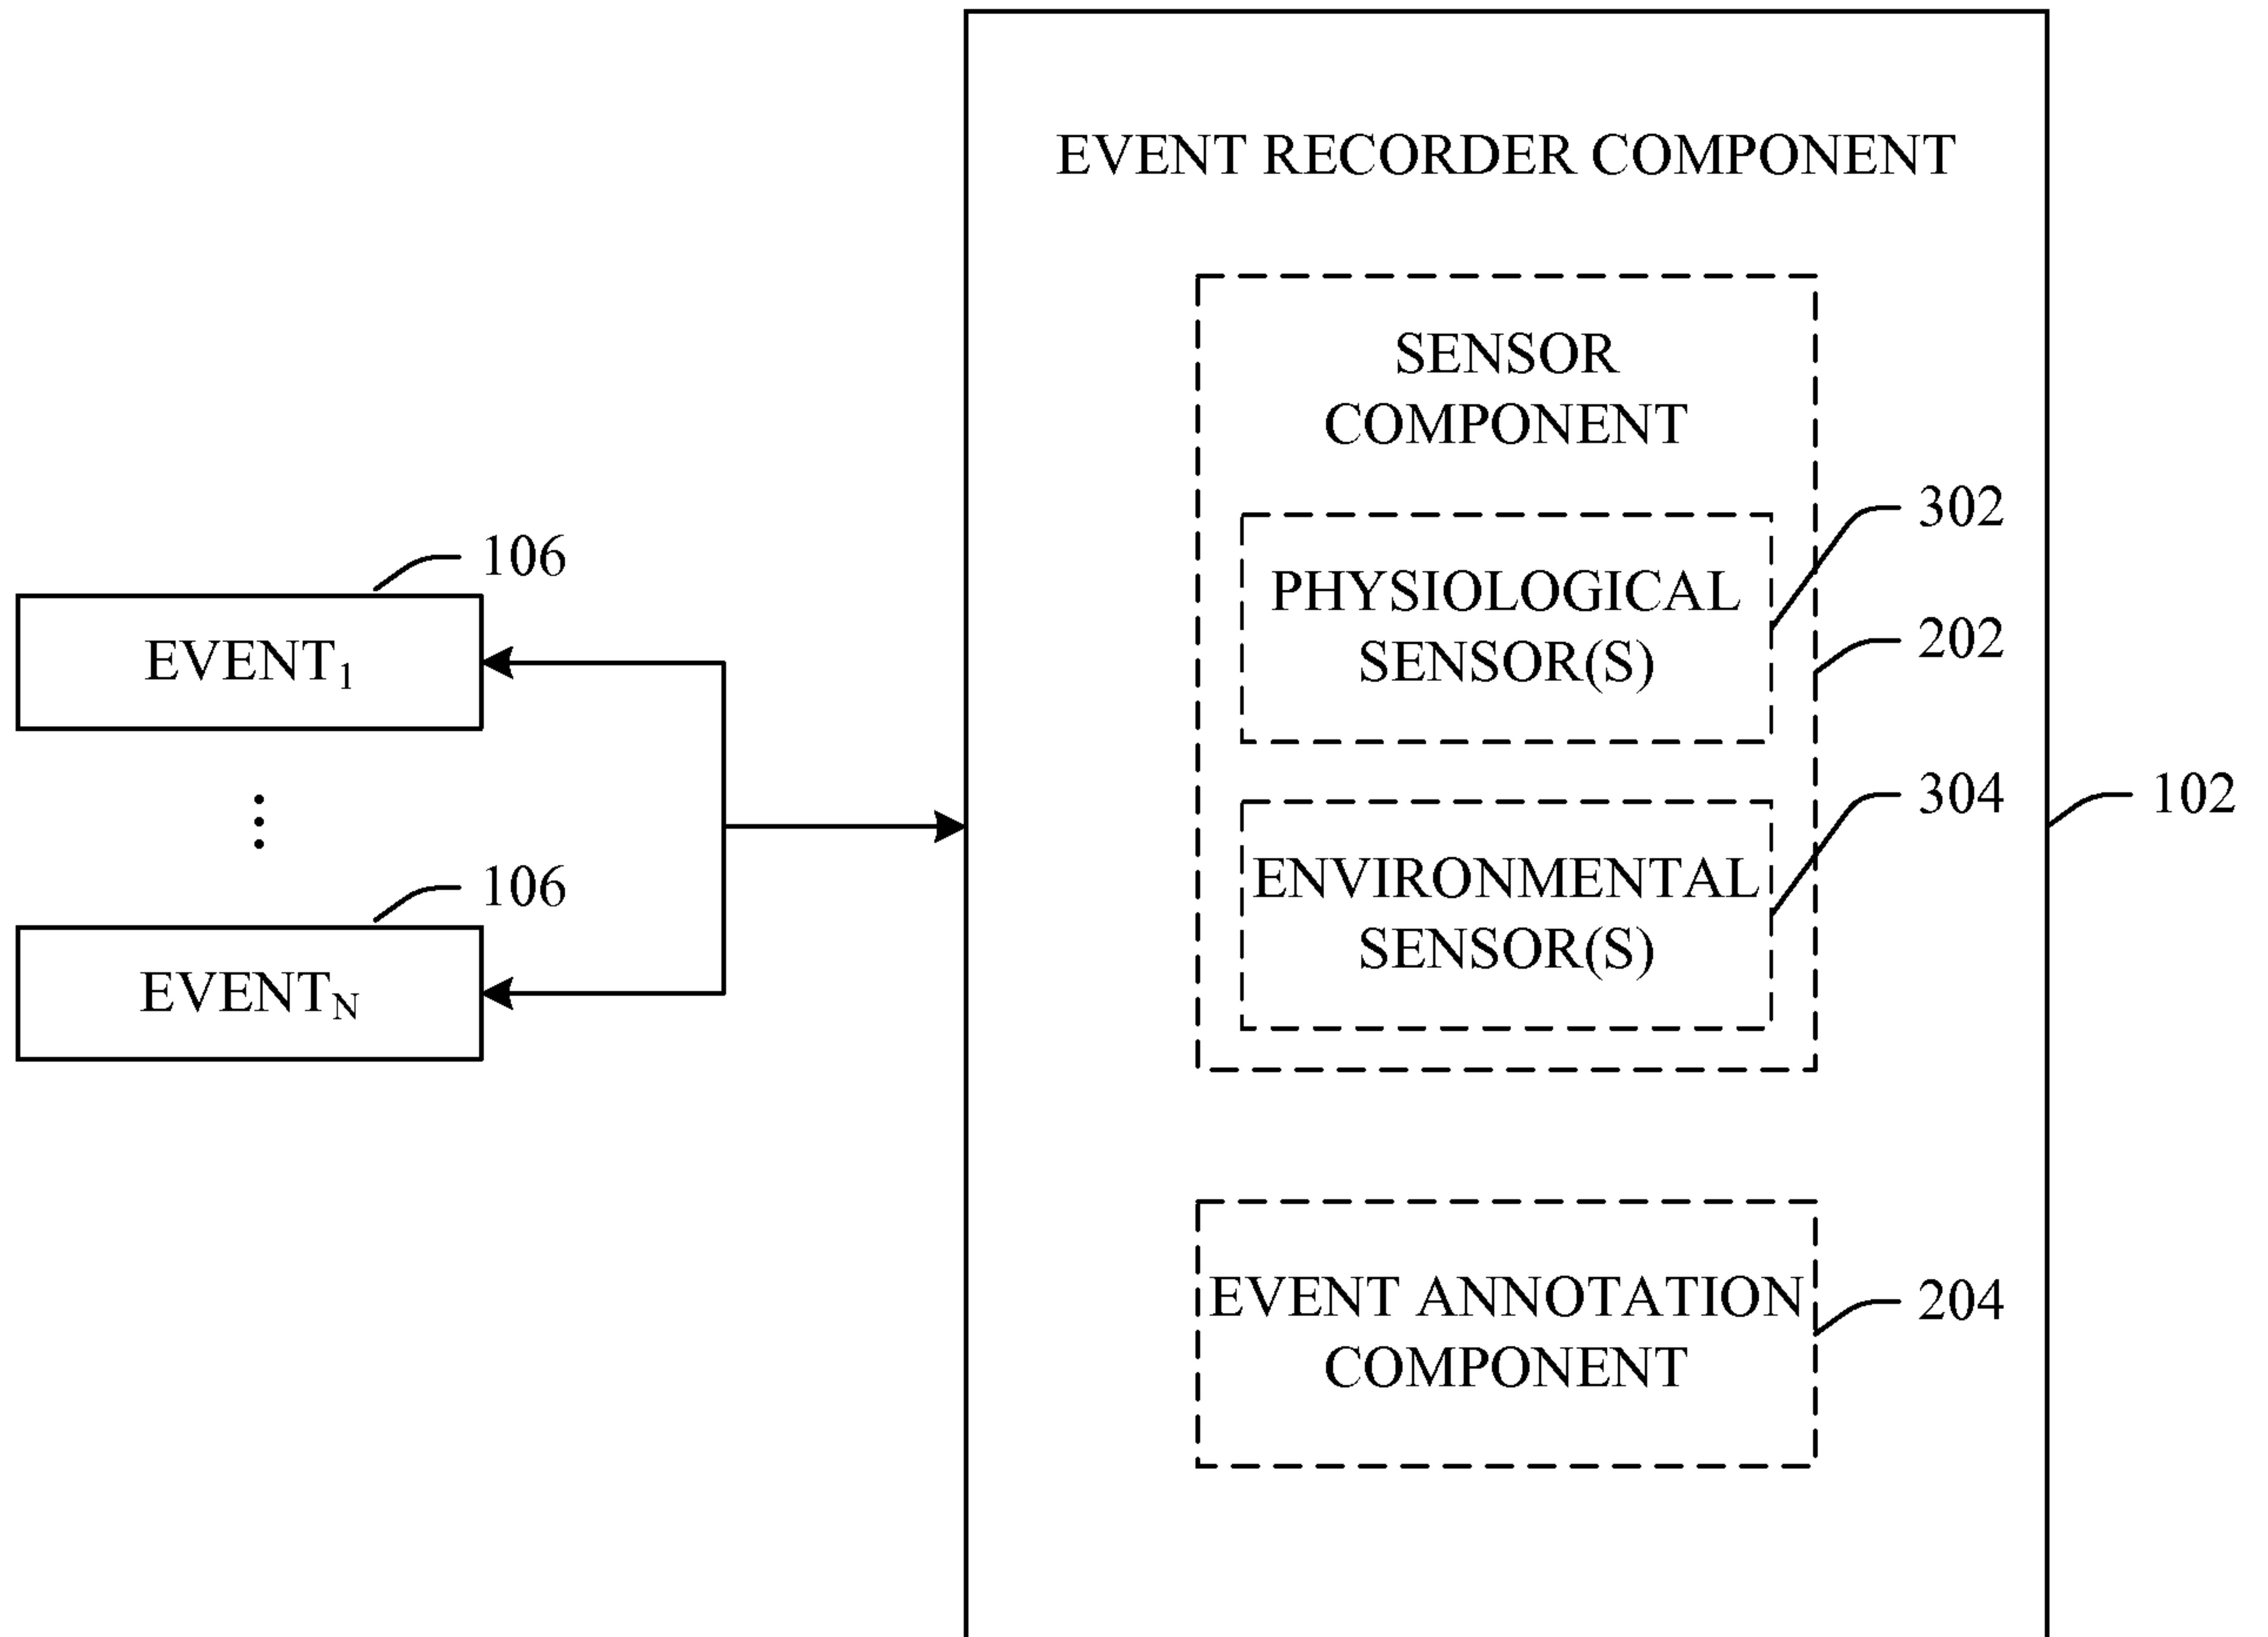 EVENT RECORDER COMPONENT
SENSOR
COMPONENT
302
PHYSIOLOGICAL
SENSOR(S)
202
106
EVENT₁
304
102
ENVIRONMENTAL
SENSOR(S)
106
EVENT_N
EVENT ANNOTATION
COMPONENT
204